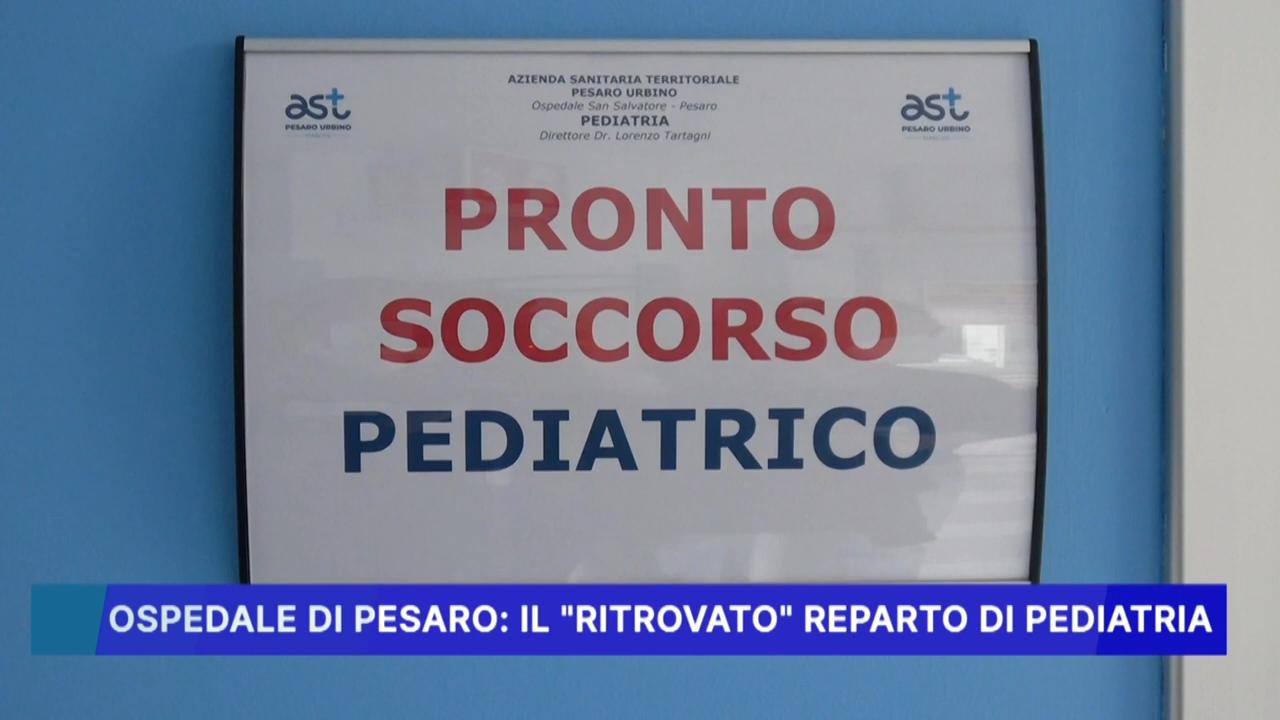 ast
PESARO URBINO
AZIENDA SANITARIA TERRITORIALE
PESARO URBINO
Ospedale San Salvatore - Pesaro
PEDIATRIA
Direttore Dr. Lorenzo Tartagni
ast
PESARO URBINO
PRONTO
SOCCORSO
PEDIATRICO
OSPEDALE DI PESARO: IL "RITROVATO" REPARTO DI PEDIATRIA